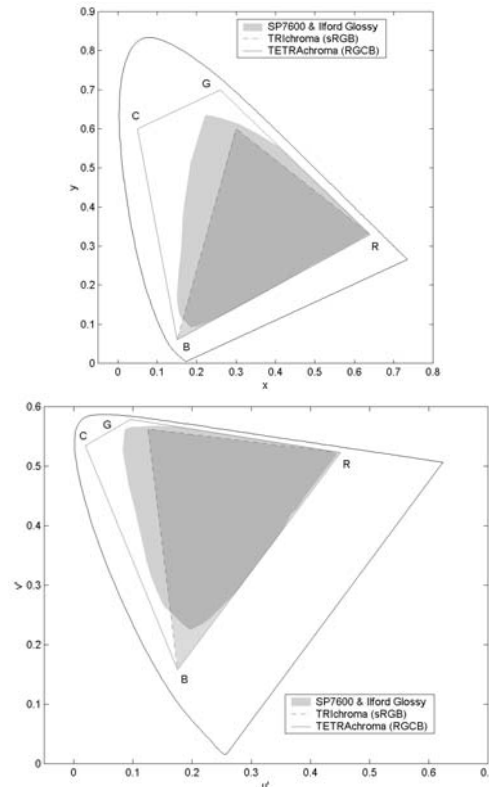 0.9
SP7600 & Ilford Glossy
TRIchroma (sRGB)
TETRAchroma (RGCB)
0.8
0.7
G
C
0.6
0.5
y
0.4
0.3
R
0.2
0.1
B
0
0 0.1 0.2 0.3 0.4 0.5 0.6 0.7 0.8
x
0.6
C G
0.5
R
0.4
v'
0.3
0.2
B
SP7600 & Ilford Glossy
TRIchroma (sRGB)
TETRAchroma (RGCB)
0.1
0
0 0.1 0.2 0.3 0.4 0.5 0.6
u'